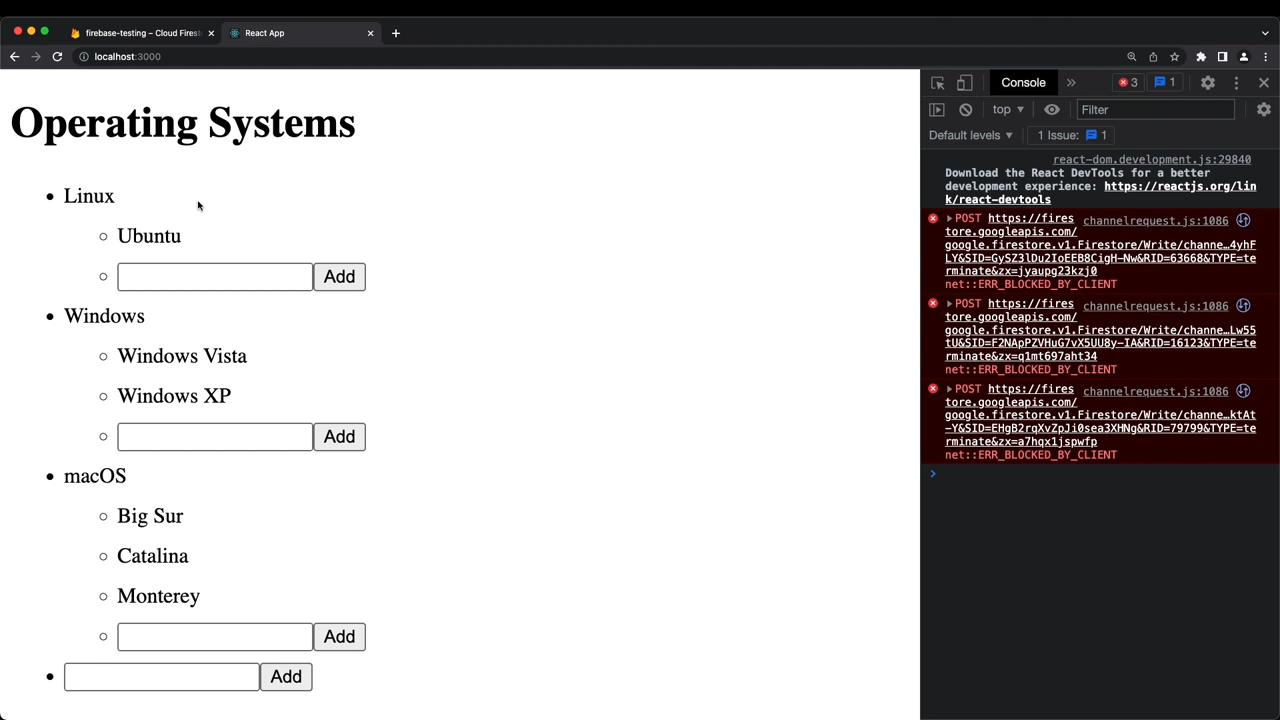 firebase-testing – Cloud Firest
React App
localhost:3000
Operating Systems
Linux
Ubuntu
Add
Windows
Windows Vista
Windows XP
Add
macOS
Big Sur
Catalina
Monterey
Add
Add
Console
3
1
top
Filter
Default levels
1 Issue: 1
react-dom.development.js:29840
Download the React DevTools for a better
development experience: https://reactjs.org/lin
k/react-devtools
POST https://fires channelrequest.js:1086
tore.googleapis.com/
google.firestore.v1.Firestore/Write/channe…4yhF
LY&SID=GySZ3lDu2IoEEB8CigH-Nw&RID=63668&TYPE=te
rminate&zx=jyaupg23kzj0
net::ERR_BLOCKED_BY_CLIENT
POST https://fires channelrequest.js:1086
tore.googleapis.com/
google.firestore.v1.Firestore/Write/channe…Lw55
tU&SID=F2NApPZVHuG7vX5UU8y-IA&RID=16123&TYPE=te
rminate&zx=q1mt697aht34
net::ERR_BLOCKED_BY_CLIENT
POST https://fires channelrequest.js:1086
tore.googleapis.com/
google.firestore.v1.Firestore/Write/channe…ktAt
-Y&SID=EHgB2rqXvZpJi0sea3XHNg&RID=79799&TYPE=te
rminate&zx=a7hqx1jspwfp
net::ERR_BLOCKED_BY_CLIENT